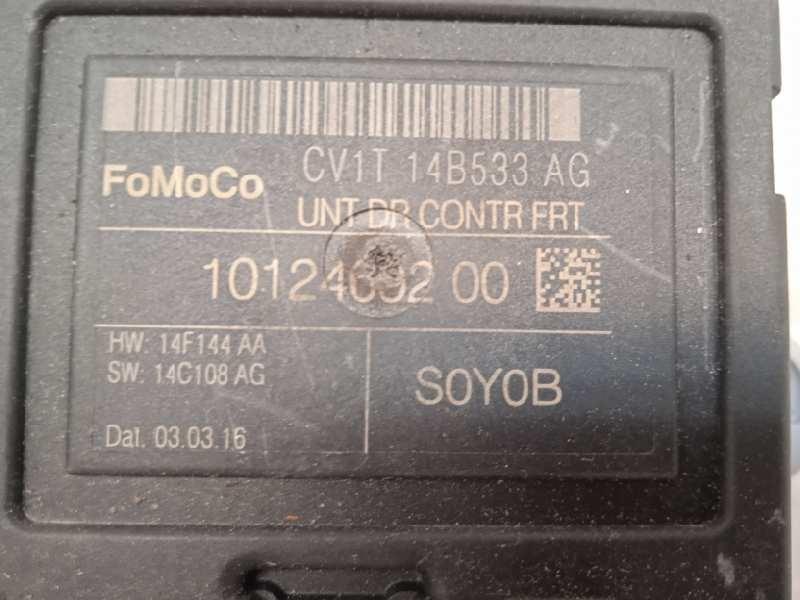 CV1T 14B533 AG
FoMoCo
UNT DR CONTR FRT
00
HW: 14F144 AA
SW: 14C108 AG
S0Y0B
Dat. 03.03.16